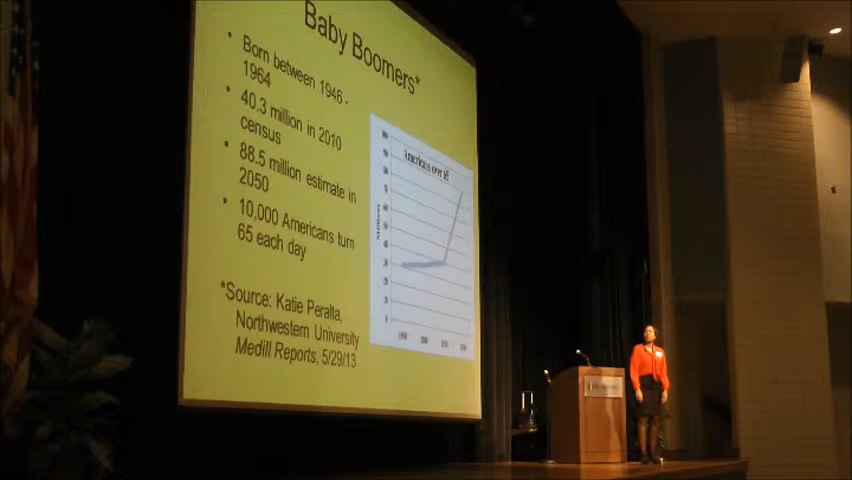 Baby Boomers*
• Born between 1946 -
1964
• 40.3 million in 2010
census
• 88.5 million estimate in
2050
• 10,000 Americans turn
65 each day
*Source: Katie Peralta,
Northwestern University
Medill Reports, 5/29/13
Americans over 65
Millions